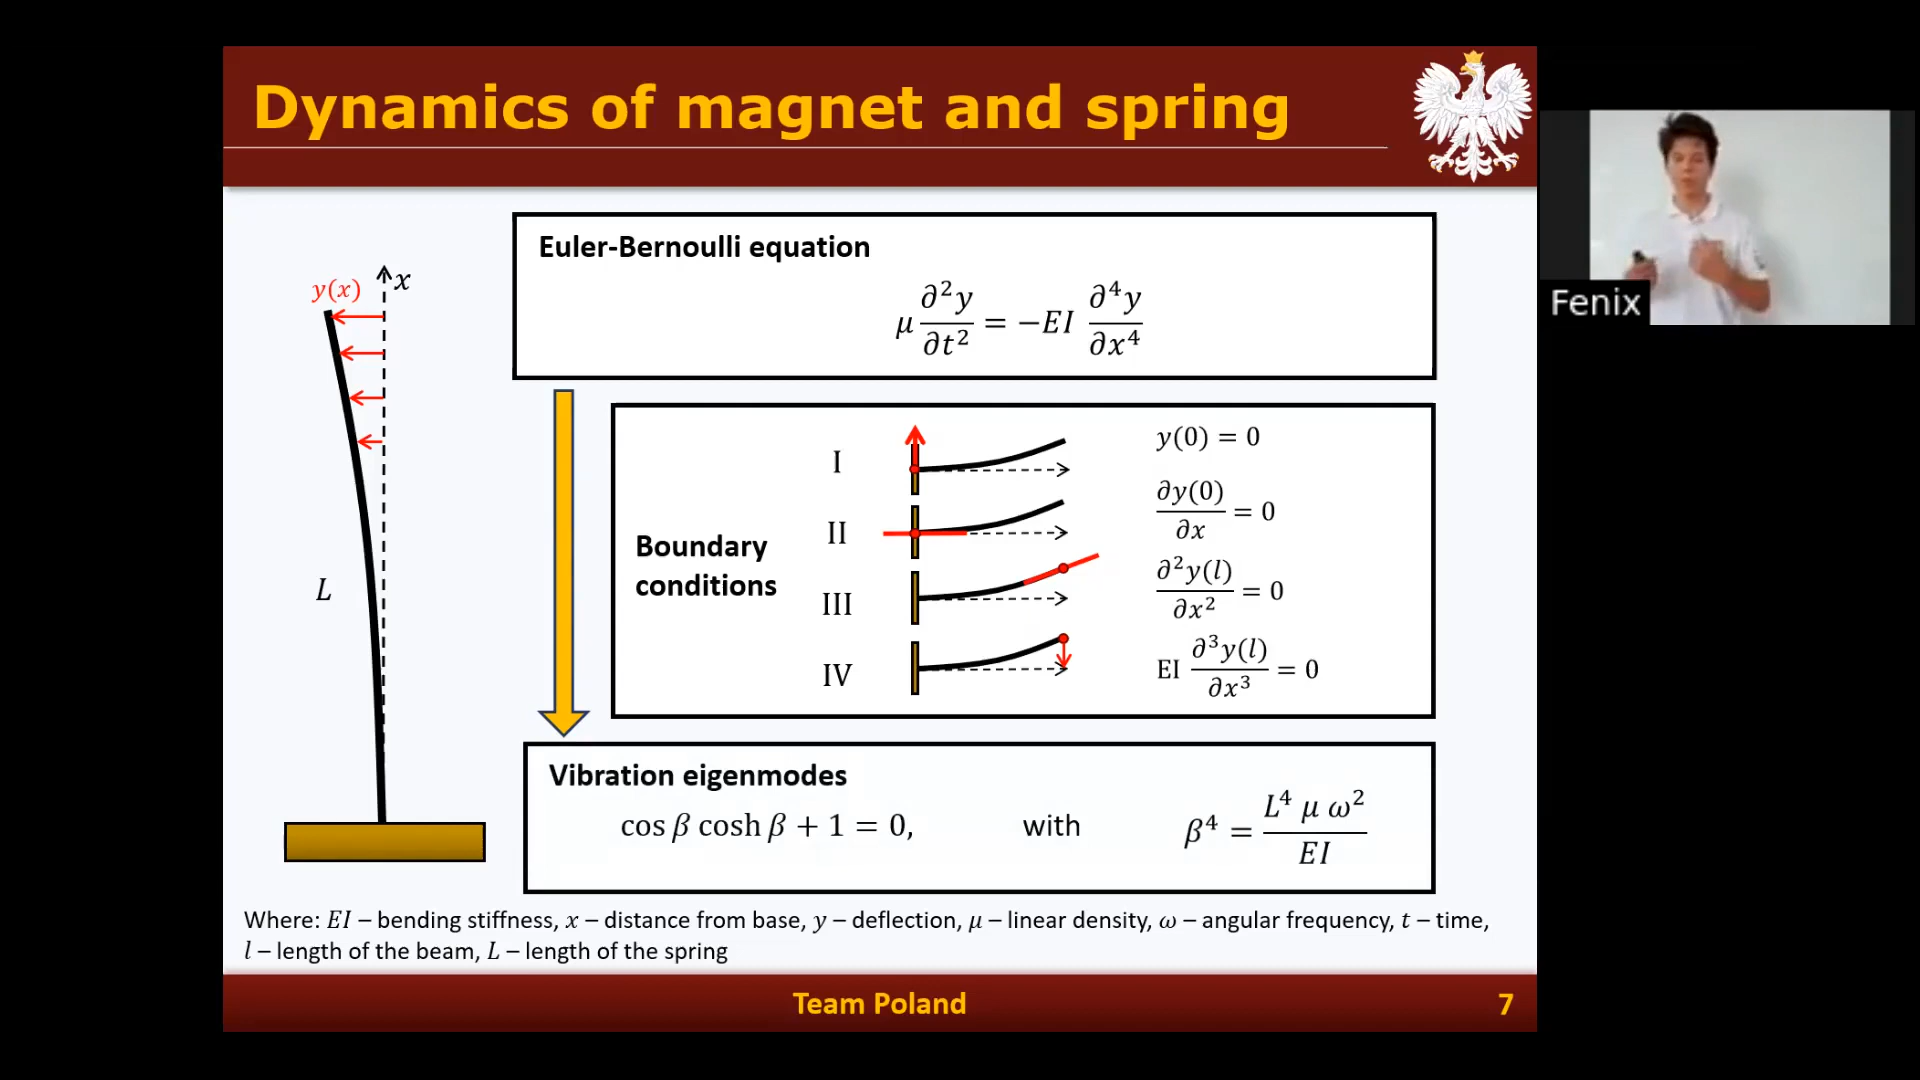 Dynamics of magnet and spring
Fenix
y(x)
x
L
Euler-Bernoulli equation
μ ∂²y/∂t² = −EI ∂⁴y/∂x⁴
Boundary
conditions
I
y(0) = 0
II
∂y(0)/∂x = 0
III
∂²y(l)/∂x² = 0
IV
EI ∂³y(l)/∂x³ = 0
Vibration eigenmodes
cos β cosh β + 1 = 0, with β⁴ = L⁴ μ ω²/EI
Where: EI – bending stiffness, x – distance from base, y – deflection, μ – linear density, ω – angular frequency, t – time,
l – length of the beam, L – length of the spring
Team Poland
7